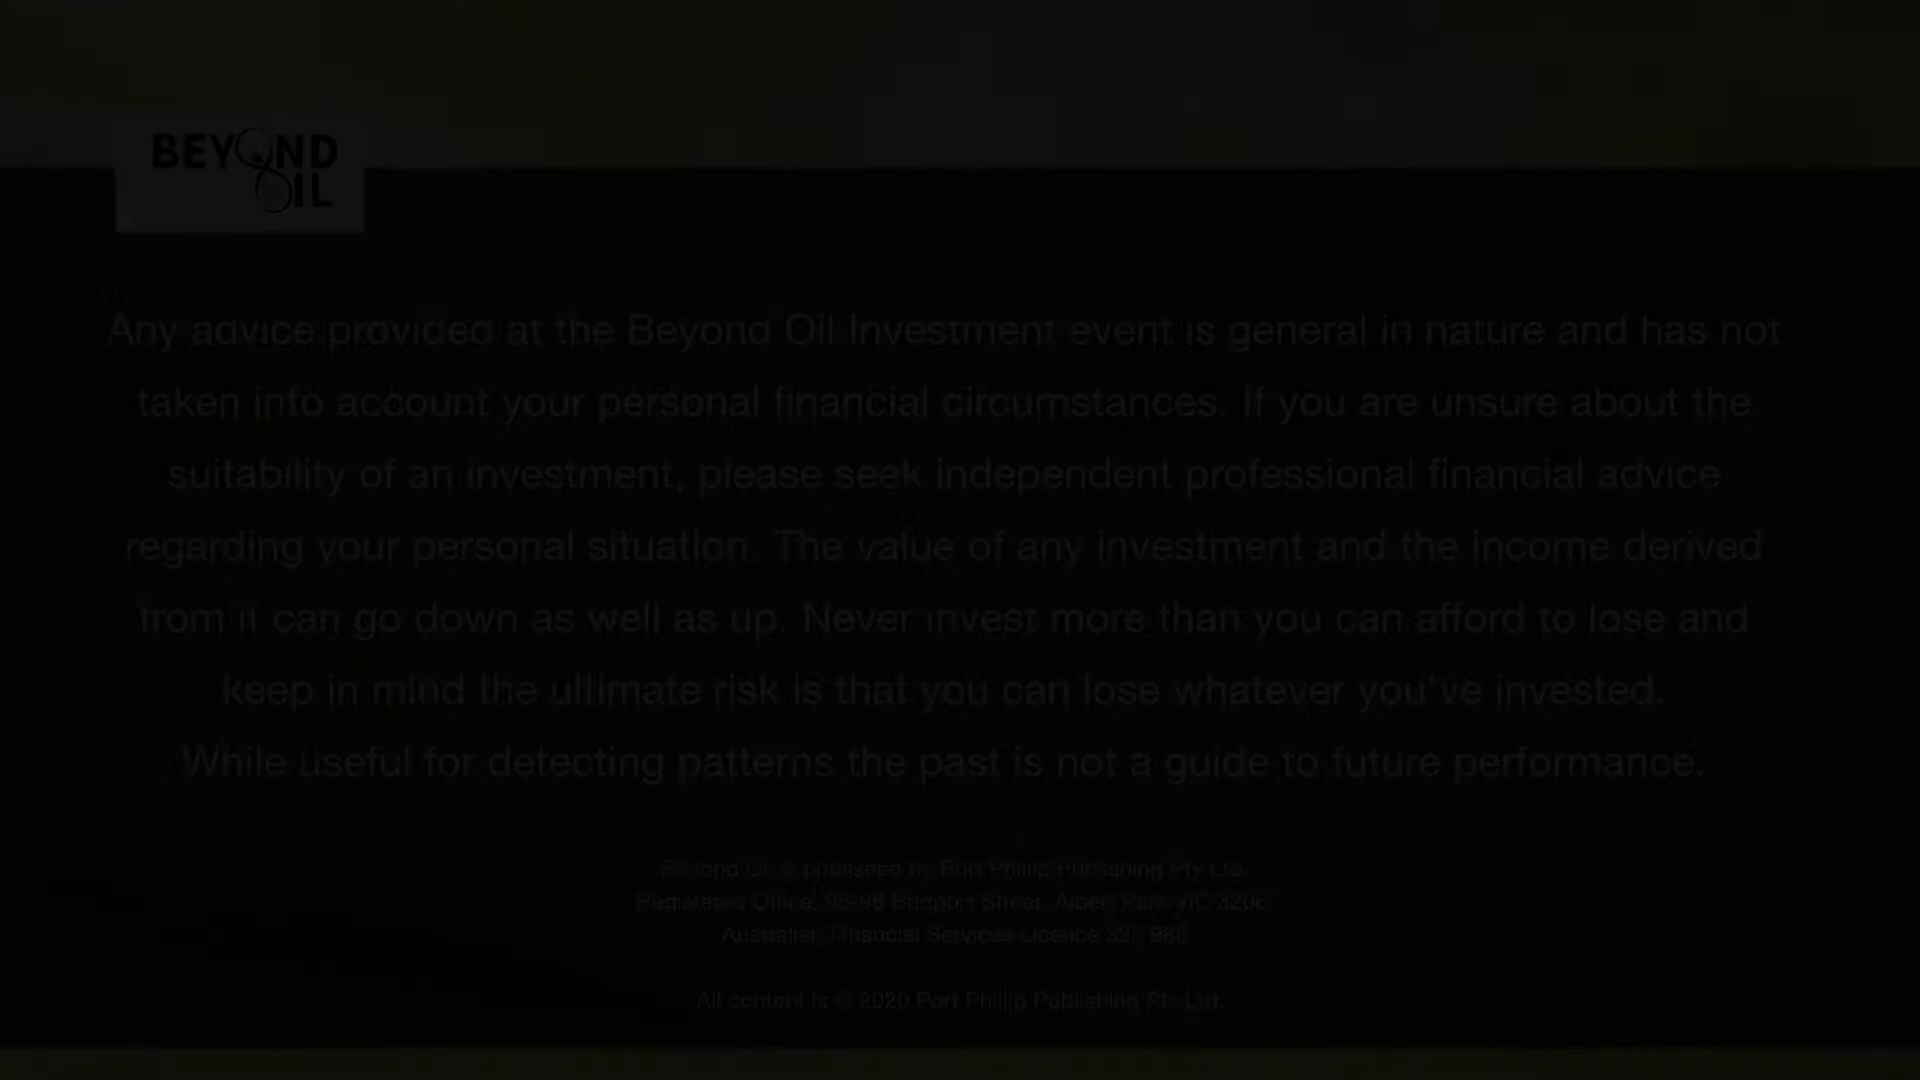 BEYOND
OIL
Any advice provided at the Beyond Oil Investment event is general in nature and has not
taken into account your personal financial circumstances. If you are unsure about the
suitability of an investment, please seek independent professional financial advice
regarding your personal situation. The value of any investment and the income derived
from it can go down as well as up. Never invest more than you can afford to lose and
keep in mind the ultimate risk is that you can lose whatever you've invested.
While useful for detecting patterns the past is not a guide to future performance.
Beyond Oil is published by Port Phillip Publishing Pty Ltd.
Registered Office: Bridport Street, Albert Park VIC 3206
Australian Financial Services Licence
All content is © 2020 Port Phillip Publishing Pty Ltd.